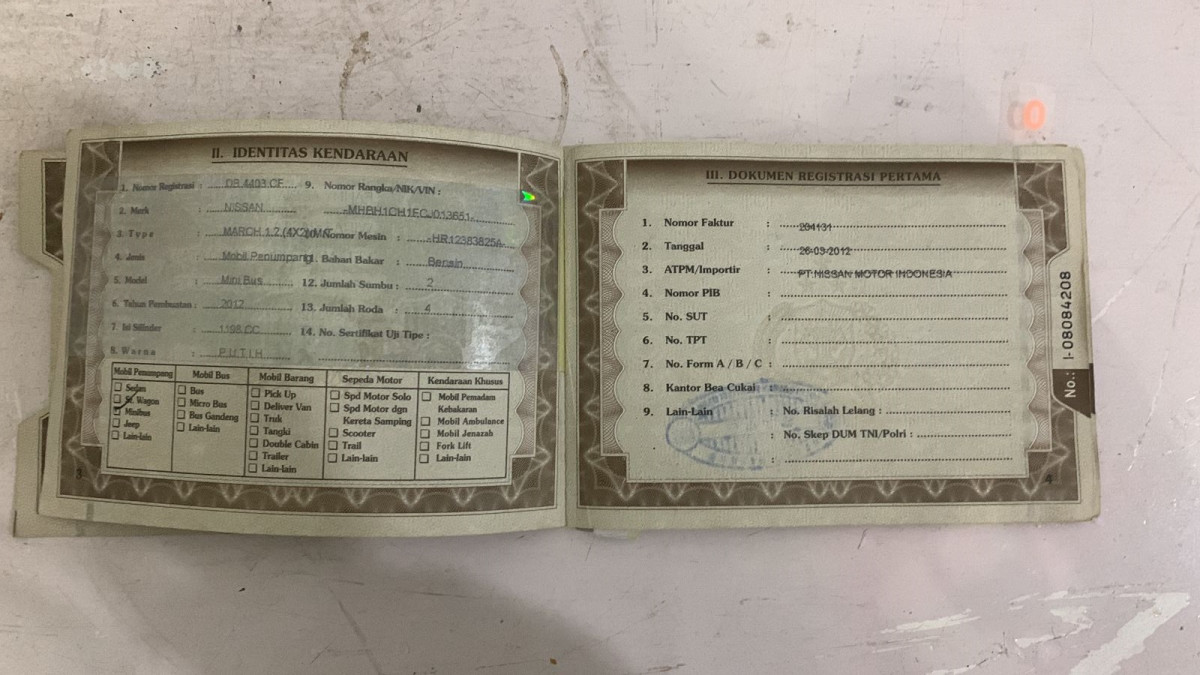 II. IDENTITAS KENDARAAN
1. Nomor Registrasi : DB 4403 CF
2. Merk : NISSAN
3. Type : MARCH 1.2 (4X2) M/T
4. Jenis : Mobil Penumpang
5. Model : Mini Bus
6. Tahun Pembuatan : 2012
7. Isi Silinder : 1198 CC
8. Warna : P U T I H
9. Nomor Rangka/NIK/VIN :
-MHBH1CH1ECJ013651-
10. Nomor Mesin : -HR12383825A-
11. Bahan Bakar : Bensin
12. Jumlah Sumbu : 2
13. Jumlah Roda : 4
14. No. Sertifikat Uji Tipe :
Mobil Penumpang
Sedan
St. Wagon
Minibus
Jeep
Lain-lain
Mobil Bus
Bus
Micro Bus
Bus Gandeng
Lain-lain
Mobil Barang
Pick Up
Deliver Van
Truk
Tangki
Double Cabin
Trailer
Lain-lain
Sepeda Motor
Spd Motor Solo
Spd Motor dgn
Kereta Samping
Scooter
Trail
Lain-lain
Kendaraan Khusus
Mobil Pemadam
Kebakaran
Mobil Ambulance
Mobil Jenazah
Fork Lift
Lain-lain
3
III. DOKUMEN REGISTRASI PERTAMA
1. Nomor Faktur : 204131
2. Tanggal : 26-03-2012
3. ATPM/Importir : PT.NISSAN MOTOR INDONESIA
4. Nomor PIB :
5. No. SUT :
6. No. TPT :
7. No. Form A / B / C :
8. Kantor Bea Cukai :
9. Lain-Lain : No. Risalah Lelang :
: No. Skep DUM TNI/Polri :
:
4
No.: I-08084208